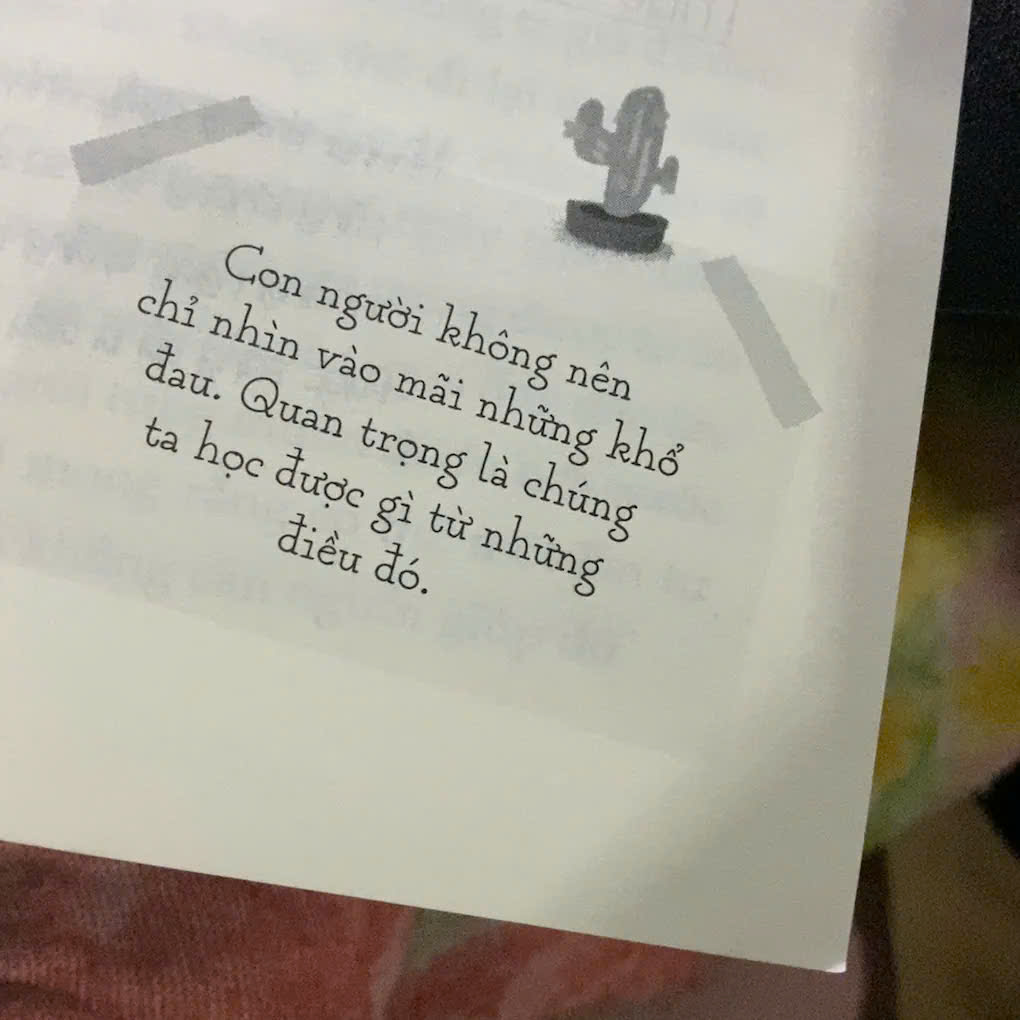 Con người không nên
chỉ nhìn vào mãi những khổ
đau. Quan trọng là chúng
ta học được gì từ những
điều đó.